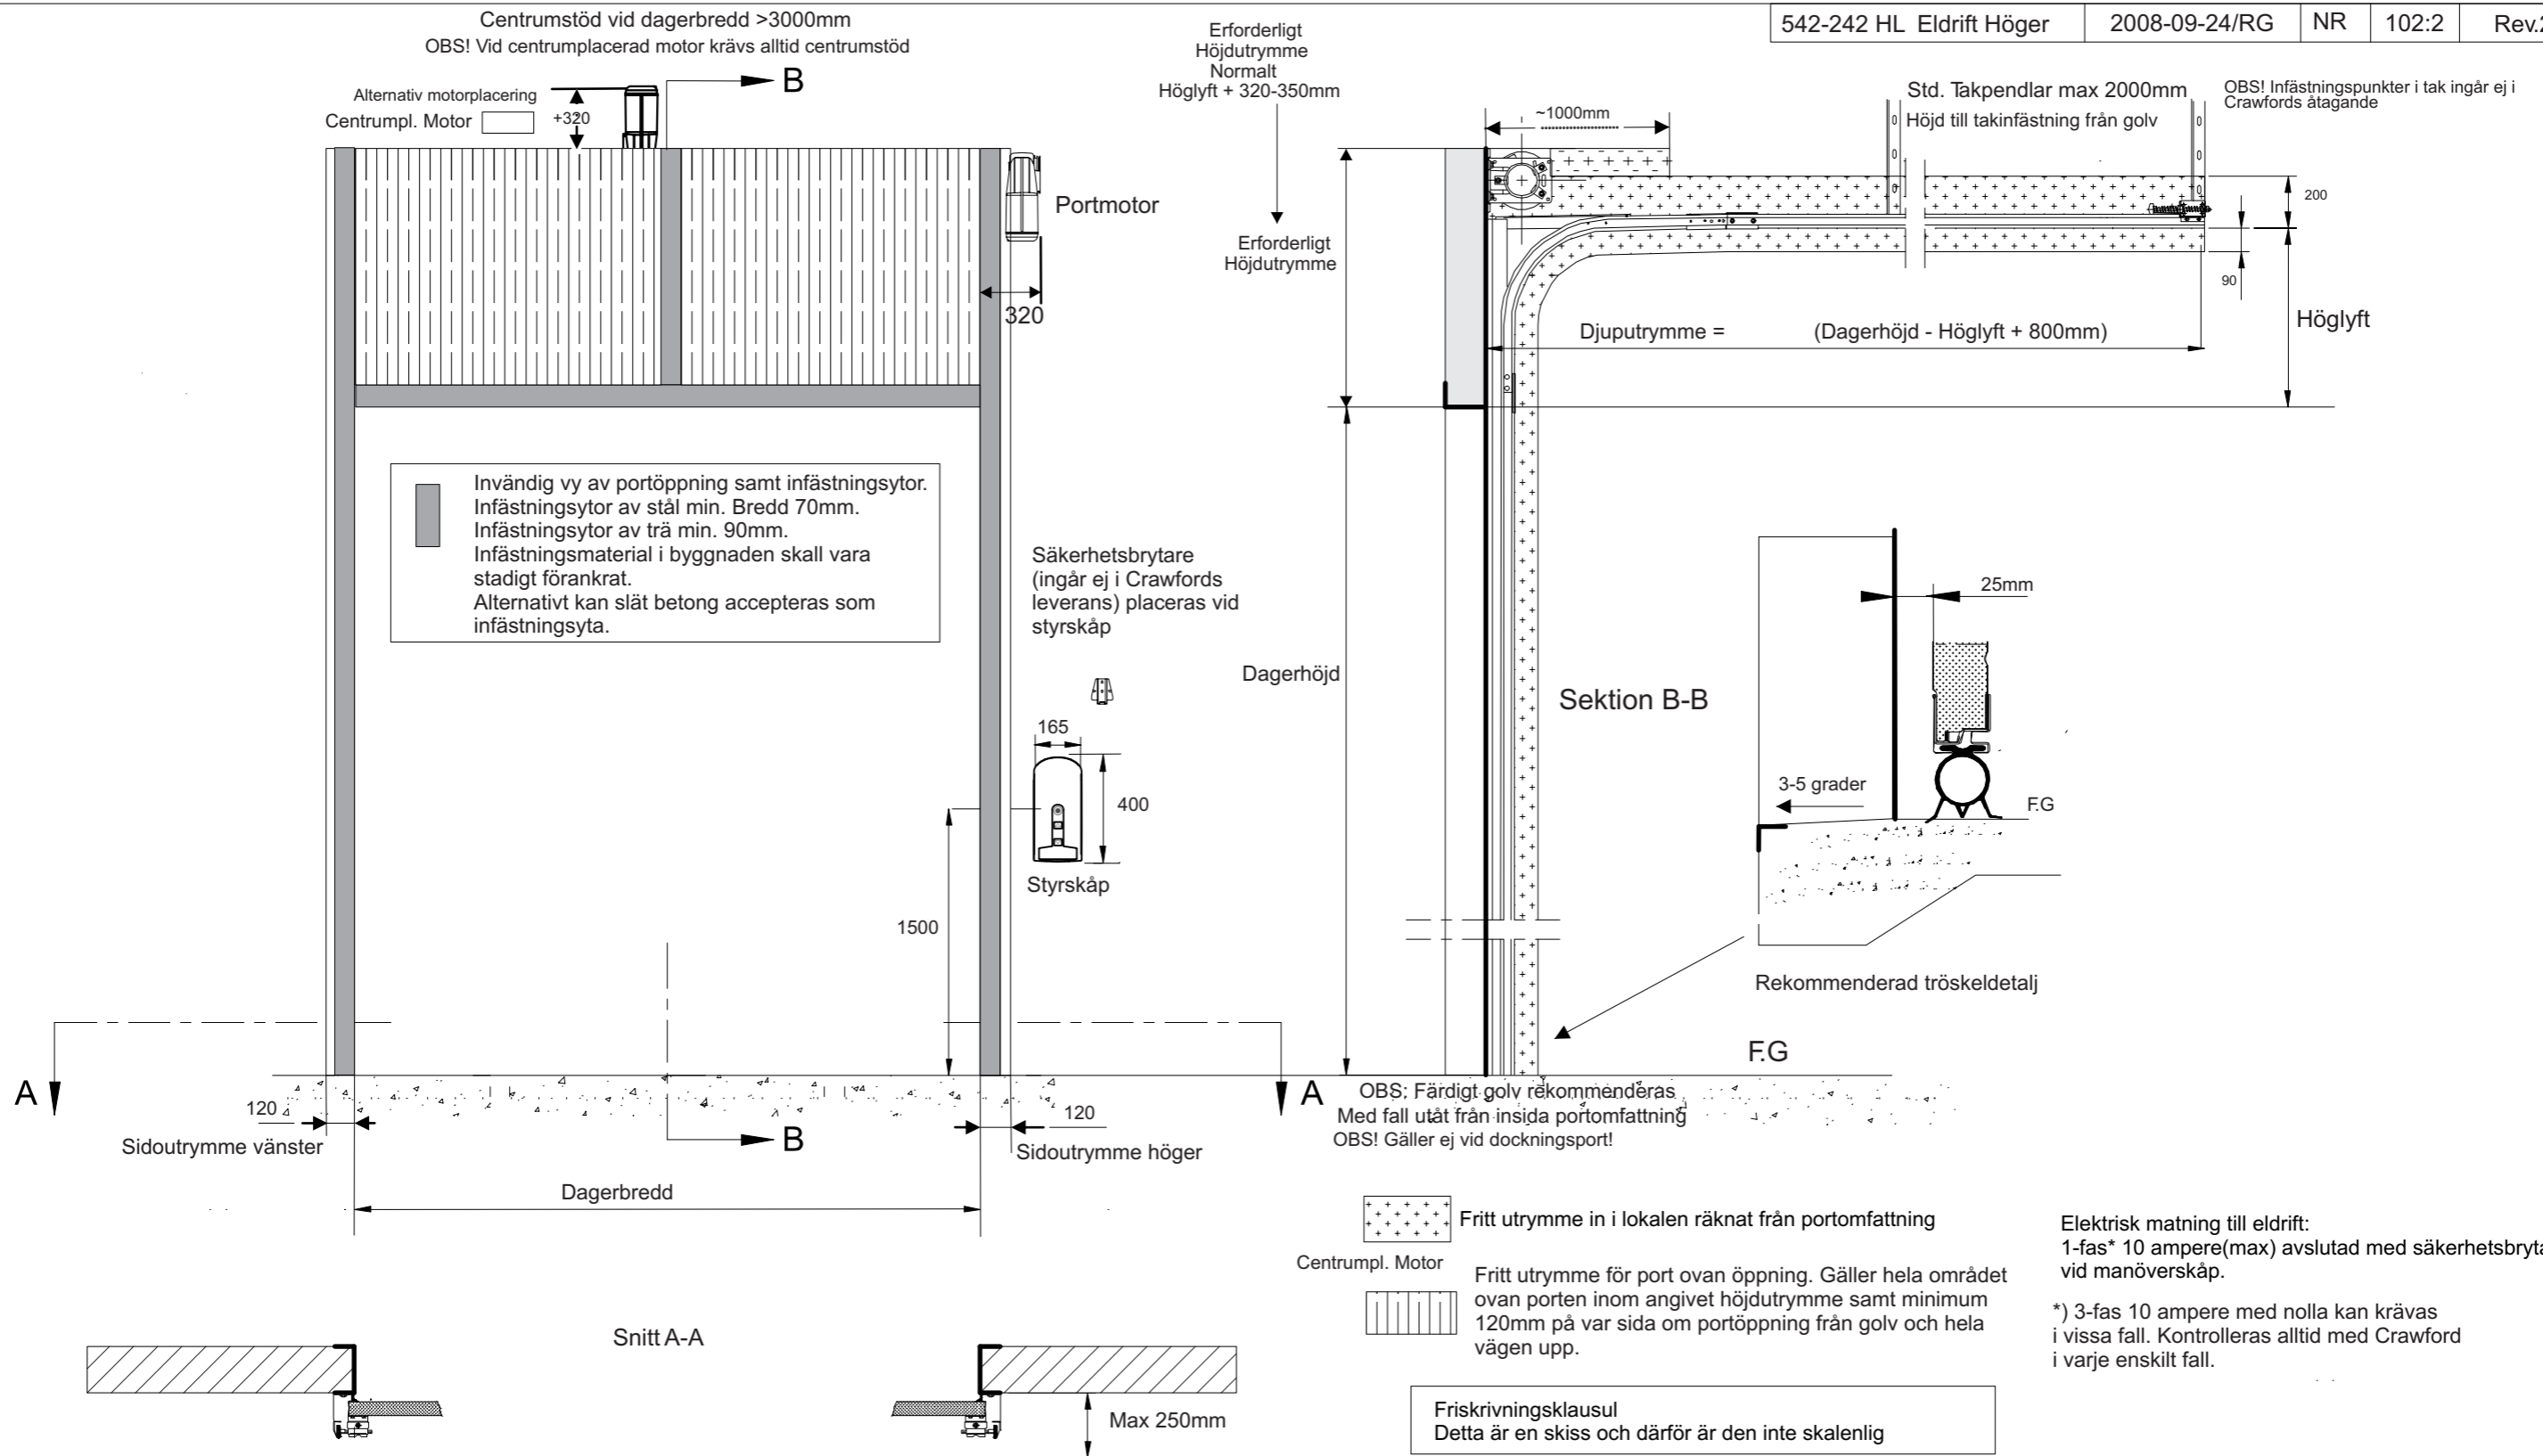 542-242 HL Eldrift Höger
2008-09-24/RG
NR
102:2
Rev.2
Centrumstöd vid dagerbredd >3000mm
OBS! Vid centrumplacerad motor krävs alltid centrumstöd
B
Alternativ motorplacering
Centrumpl. Motor
+320
Portmotor
320
Erforderligt
Höjdutrymme
Normalt
Höglyft + 320-350mm
Erforderligt
Höjdutrymme
~1000mm
Std. Takpendlar max 2000mm
Höjd till takinfästning från golv
OBS! Infästningspunkter i tak ingår ej i
Crawfords åtagande
200
90
Höglyft
Djuputrymme = (Dagerhöjd - Höglyft + 800mm)
Invändig vy av portöppning samt infästningsytor.
Infästningsytor av stål min. Bredd 70mm.
Infästningsytor av trä min. 90mm.
Infästningsmaterial i byggnaden skall vara
stadigt förankrat.
Alternativt kan slät betong accepteras som
infästningsyta.
Säkerhetsbrytare
(ingår ej i Crawfords
leverans) placeras vid
styrskåp
165
400
Styrskåp
1500
Dagerhöjd
Sektion B-B
25mm
3-5 grader
F.G
Rekommenderad tröskeldetalj
F.G
A
A
120
120
B
Sidoutrymme vänster
Sidoutrymme höger
Dagerbredd
OBS: Färdigt golv rekommenderas
Med fall utåt från insida portomfattning
OBS! Gäller ej vid dockningsport!
Fritt utrymme in i lokalen räknat från portomfattning
Centrumpl. Motor
Fritt utrymme för port ovan öppning. Gäller hela området
ovan porten inom angivet höjdutrymme samt minimum
120mm på var sida om portöppning från golv och hela
vägen upp.
Elektrisk matning till eldrift:
1-fas* 10 ampere(max) avslutad med säkerhetsbryta
vid manöverskåp.
*) 3-fas 10 ampere med nolla kan krävas
i vissa fall. Kontrolleras alltid med Crawford
i varje enskilt fall.
Snitt A-A
Max 250mm
Friskrivningsklausul
Detta är en skiss och därför är den inte skalenlig